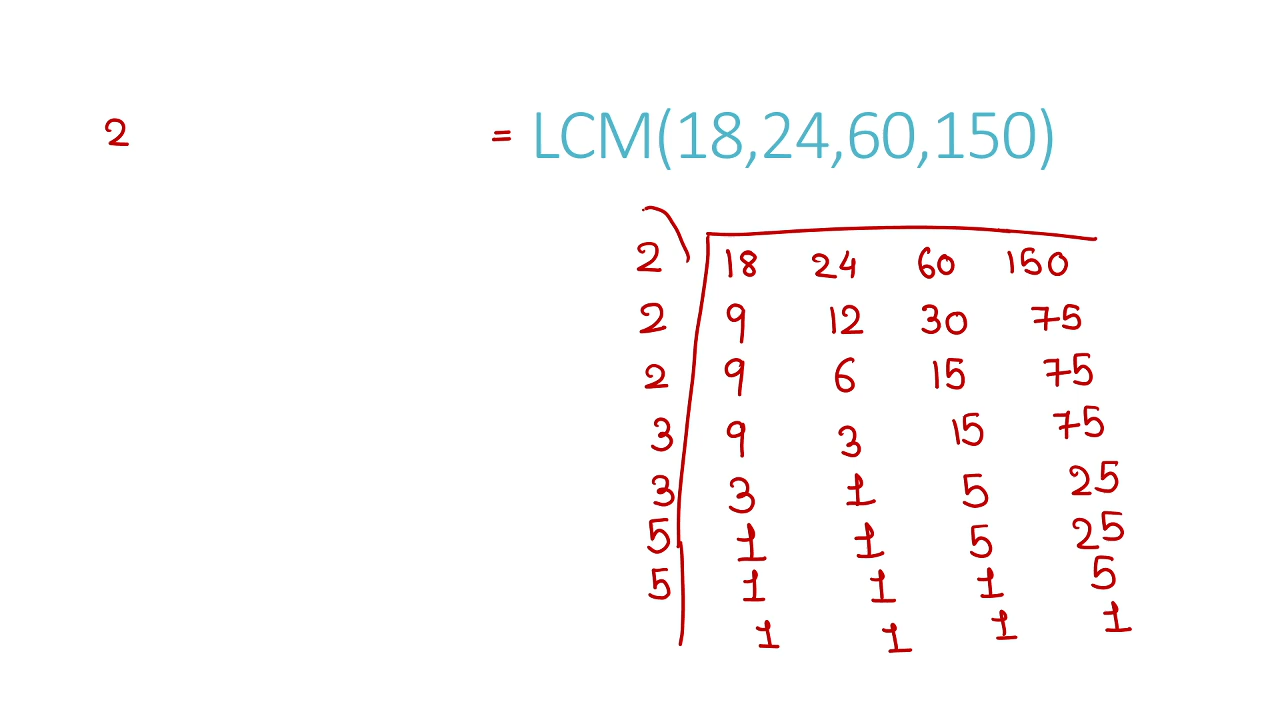 2 = LCM(18,24,60,150)
2 18 24 60 150
2 9 12 30 75
2 9 6 15 75
3 9 3 15 75
3 3 1 5 25
5 1 1 5 25
5 1 1 1 5
1 1 1 1